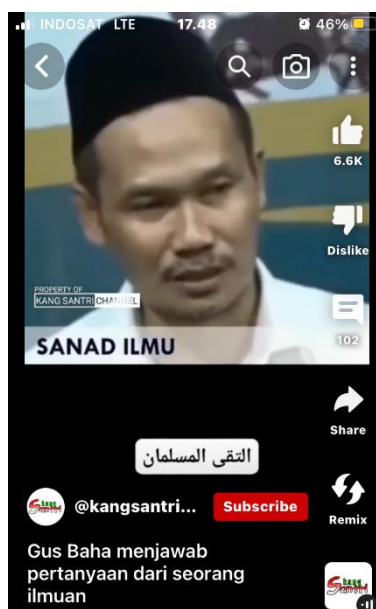 INDOSAT LTE 17.48 46%
6.6K
Dislike
PROPERTY OF
KANG SANTRI CHANNEL
SANAD ILMU
102
Share
التقى المسلمان
@kangsantri... Subscribe
Remix
Gus Baha menjawab
pertanyaan dari seorang
ilmuan